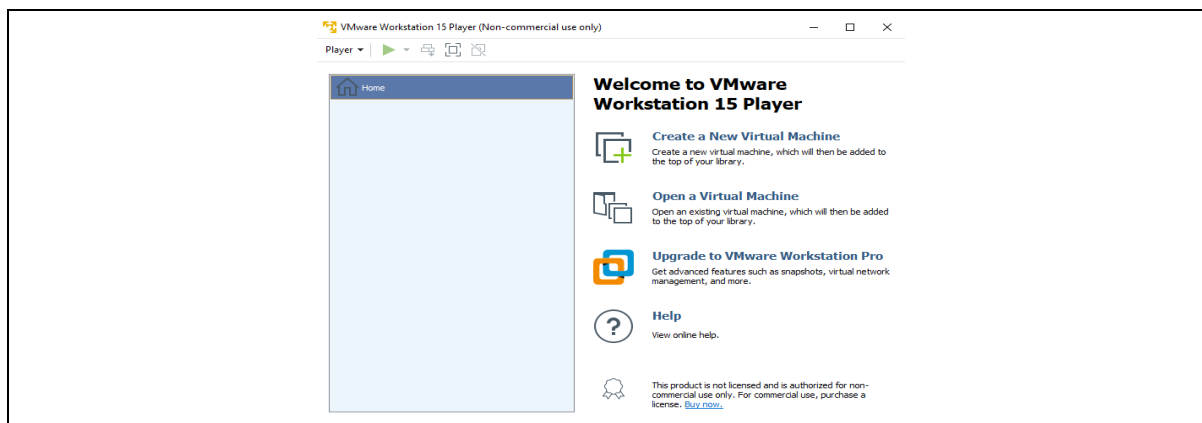 VMware Workstation 15 Player (Non-commercial use only)
Player
Home
Welcome to VMware
Workstation 15 Player
Create a New Virtual Machine
Create a new virtual machine, which will then be added to
the top of your library.
Open a Virtual Machine
Open an existing virtual machine, which will then be added
to the top of your library.
Upgrade to VMware Workstation Pro
Get advanced features such as snapshots, virtual network
management, and more.
Help
View online help.
This product is not licensed and is authorized for non-
commercial use only. For commercial use, purchase a
license. Buy now.